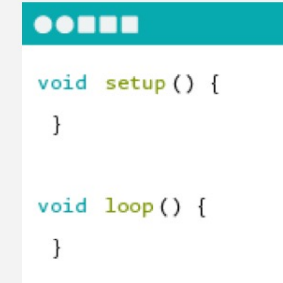 void setup() {
}
void loop() {
}